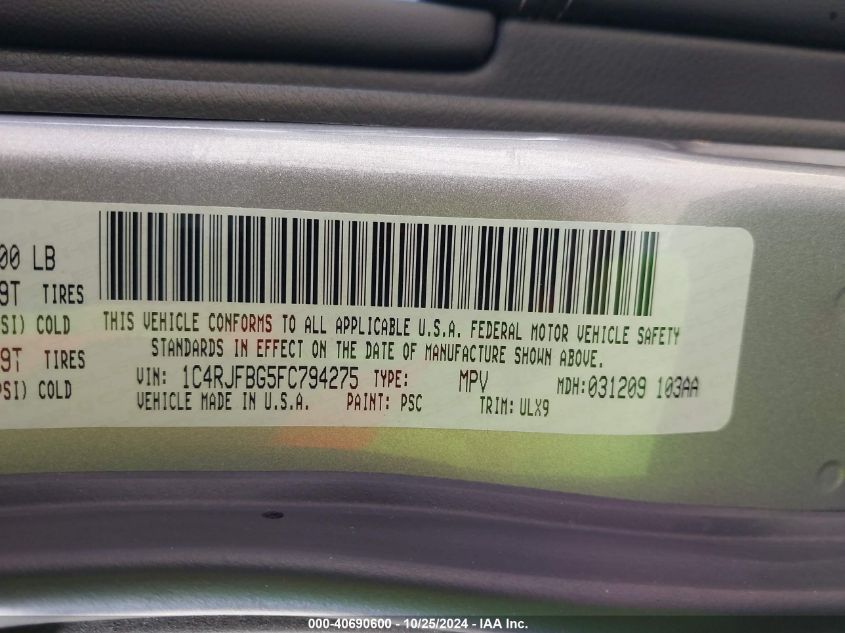 00 LB
9T TIRES
SI) COLD
9T TIRES
PSI) COLD
THIS VEHICLE CONFORMS TO ALL APPLICABLE U.S.A. FEDERAL MOTOR VEHICLE SAFETY
STANDARDS IN EFFECT ON THE DATE OF MANUFACTURE SHOWN ABOVE.
VIN: 1C4RJFBG5FC794275 TYPE: MPV MDH:031209 103AA
VEHICLE MADE IN U.S.A. PAINT: PSC TRIM: ULX9
000-40690600 - 10/25/2024 - IAA Inc.